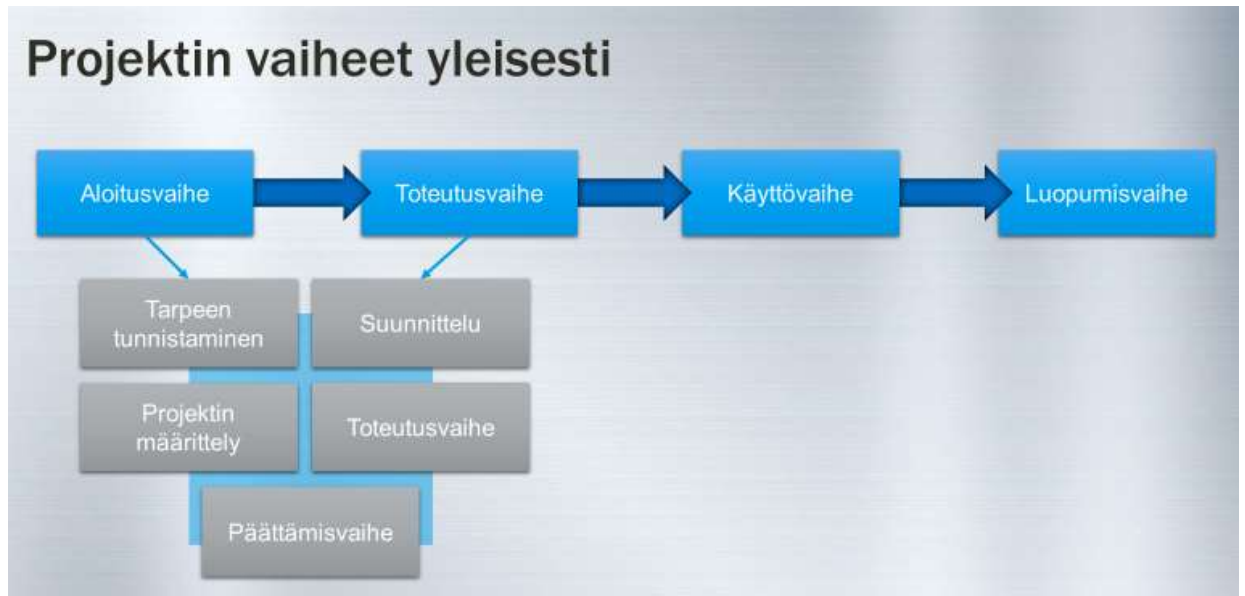 Projektin vaiheet yleisesti
Aloitusvaihe
Toteutusvaihe
Käyttövaihe
Luopumisvaihe
Tarpeen
tunnistaminen
Suunnittelu
Projektin
määrittely
Toteutusvaihe
Päättämisvaihe